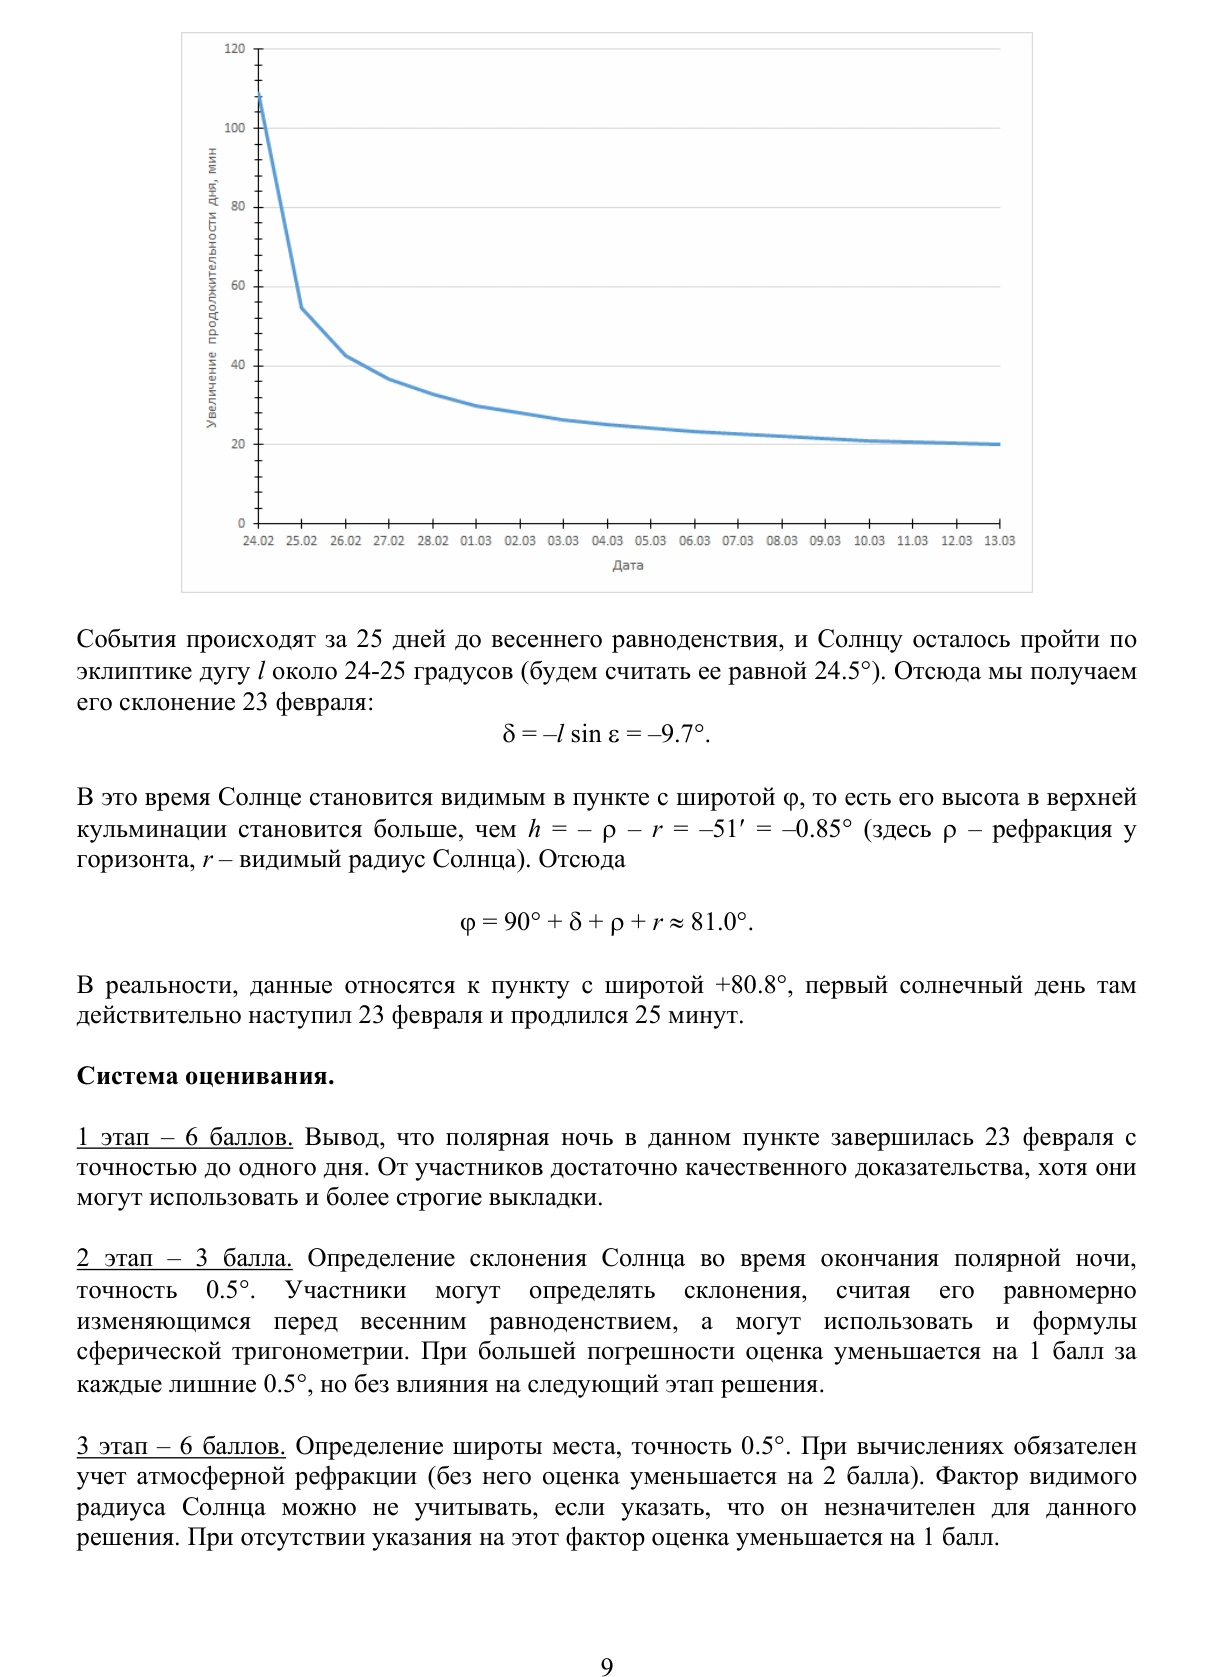 120
100
80
60
40
20
0
Увеличение продолжительности дня, мин
24.02 25.02 26.02 27.02 28.02 01.03 02.03 03.03 04.03 05.03 06.03 07.03 08.03 09.03 10.03 11.03 12.03 13.03
Дата
События происходят за 25 дней до весеннего равноденствия, и Солнцу осталось пройти по
эклиптике дугу l около 24-25 градусов (будем считать ее равной 24.5°). Отсюда мы получаем
его склонение 23 февраля:
δ = –l sin ε = –9.7°.
В это время Солнце становится видимым в пункте с широтой φ, то есть его высота в верхней
кульминации становится больше, чем h = – ρ – r = –51′ = –0.85° (здесь ρ – рефракция у
горизонта, r – видимый радиус Солнца). Отсюда
φ = 90° + δ + ρ + r ≈ 81.0°.
В реальности, данные относятся к пункту с широтой +80.8°, первый солнечный день там
действительно наступил 23 февраля и продлился 25 минут.
Система оценивания.
1 этап – 6 баллов. Вывод, что полярная ночь в данном пункте завершилась 23 февраля с
точностью до одного дня. От участников достаточно качественного доказательства, хотя они
могут использовать и более строгие выкладки.
2 этап – 3 балла. Определение склонения Солнца во время окончания полярной ночи,
точность 0.5°. Участники могут определять склонения, считая его равномерно
изменяющимся перед весенним равноденствием, а могут использовать и формулы
сферической тригонометрии. При большей погрешности оценка уменьшается на 1 балл за
каждые лишние 0.5°, но без влияния на следующий этап решения.
3 этап – 6 баллов. Определение широты места, точность 0.5°. При вычислениях обязателен
учет атмосферной рефракции (без него оценка уменьшается на 2 балла). Фактор видимого
радиуса Солнца можно не учитывать, если указать, что он незначителен для данного
решения. При отсутствии указания на этот фактор оценка уменьшается на 1 балл.
9